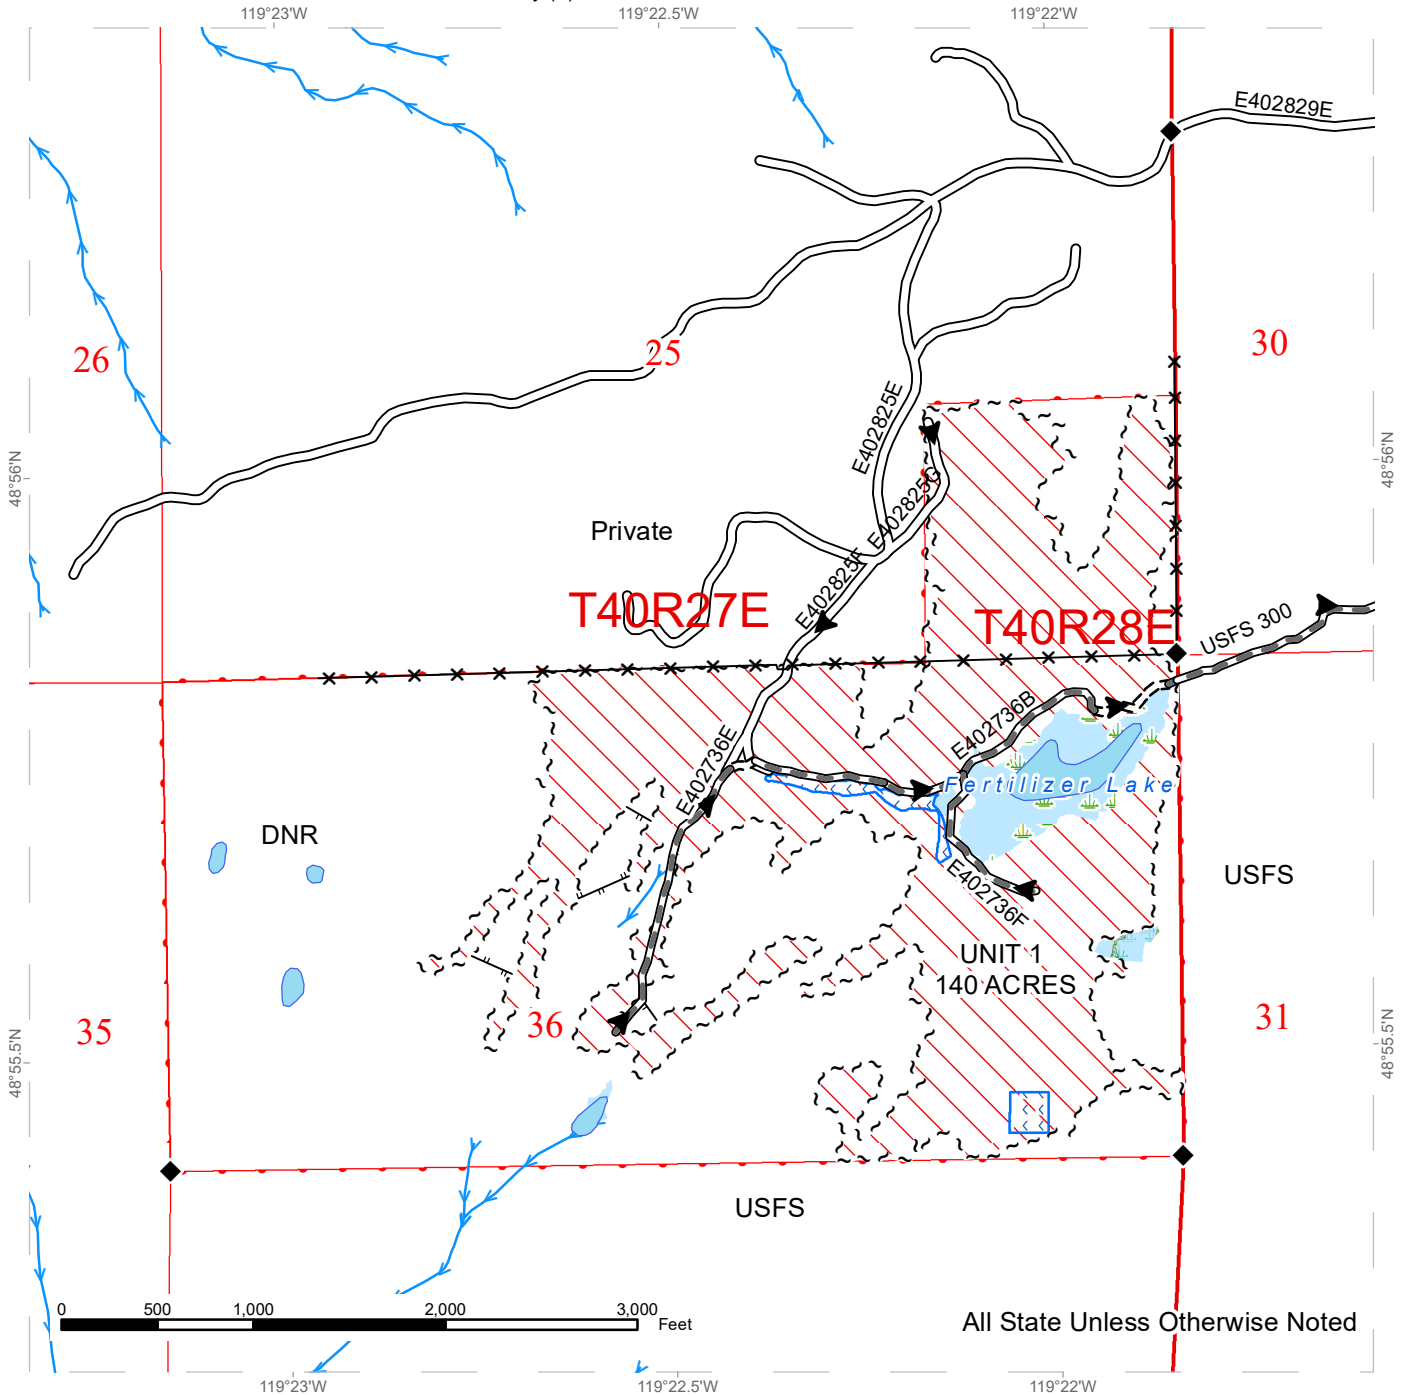 119°23'W
119°22.5'W
119°22'W
E402829E
26
25
30
E402825E
48°56'N
48°56'N
E402825G
Private
E402825F
T40R27E
T40R28E
USFS 300
E402736B
E402736E
Fertilizer Lake
DNR
USFS
E402736F
UNIT 1
140 ACRES
35
36
31
48°55.5'N
48°55.5'N
USFS
0
500
1,000
2,000
3,000
Feet
All State Unless Otherwise Noted
119°23'W
119°22.5'W
119°22'W